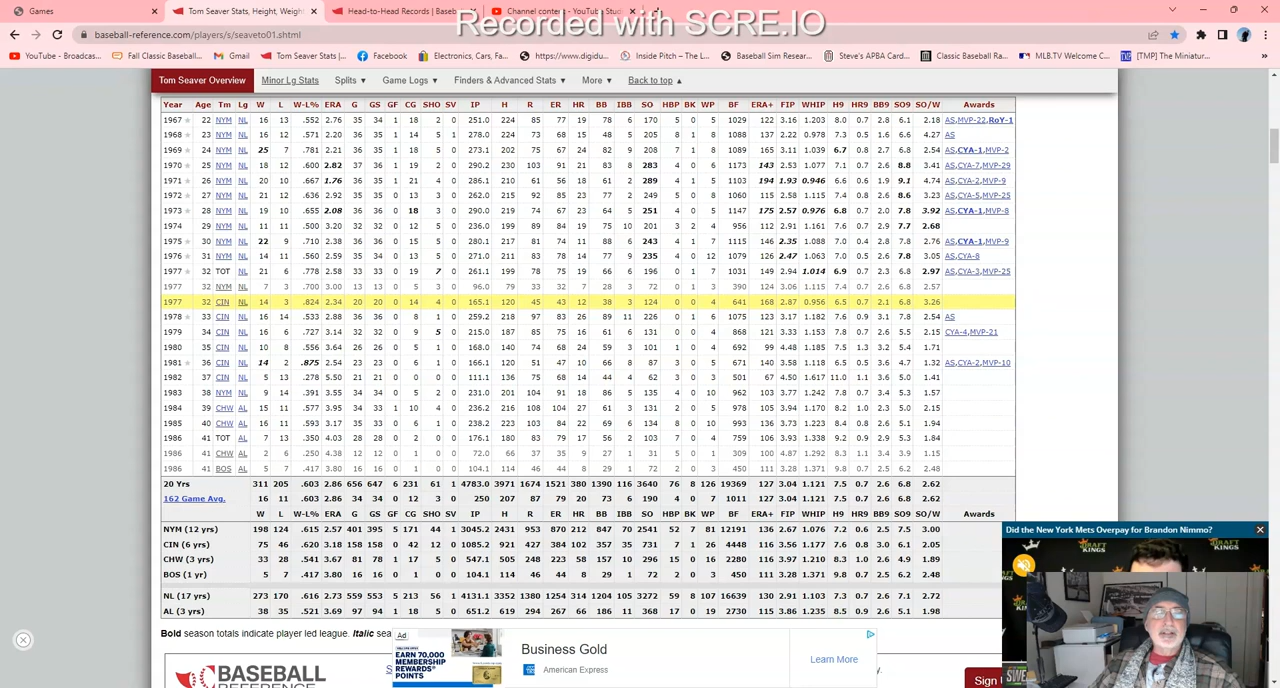 Games
Tom Seaver Stats, Height, Weight
Head-to-Head Records | Baseb
Channel content - YouTube Studi
Recorded with SCRE.IO
baseball-reference.com/players/s/seaveto01.shtml
YouTube - Broadcas... Fall Classic Baseball... Gmail Tom Seaver Stats |... Facebook Electronics, Cars, Fa... https://www.digidu... Inside Pitch – The L... Baseball Sim Resear... Steve's APBA Card... Classic Baseball Ra... MLB.TV Welcome C... [TMP] The Miniatur... »
Tom Seaver Overview Minor Lg Stats Splits ▼ Game Logs ▼ Finders & Advanced Stats ▼ More ▼ Back to top ▲
Year Age Tm Lg W L W-L% ERA G GS GF CG SHO SV IP H R ER HR BB IBB SO HBP BK WP BF ERA+ FIP WHIP H9 HR9 BB9 SO9 SO/W Awards
1967 22 NYM NL 16 13 .552 2.76 35 34 1 18 2 0 251.0 224 85 77 19 78 6 170 5 0 5 1029 122 3.16 1.203 8.0 0.7 2.8 6.1 2.18 AS,MVP-22,RoY-1
1968 23 NYM NL 16 12 .571 2.20 36 35 1 14 5 1 278.0 224 73 68 15 48 5 205 8 1 8 1088 137 2.22 0.978 7.3 0.5 1.6 6.6 4.27 AS
1969 24 NYM NL 25 7 .781 2.21 36 35 1 18 5 0 273.1 202 75 67 24 82 9 208 7 1 8 1089 165 3.11 1.039 6.7 0.8 2.7 6.8 2.54 AS,CYA-1,MVP-2
1970 25 NYM NL 18 12 .600 2.82 37 36 1 19 2 0 290.2 230 103 91 21 83 8 283 4 0 6 1173 143 2.53 1.077 7.1 0.7 2.6 8.8 3.41 AS,CYA-7,MVP-29
1971 26 NYM NL 20 10 .667 1.76 36 35 1 21 4 0 286.1 210 61 56 18 61 2 289 4 1 5 1103 194 1.93 0.946 6.6 0.6 1.9 9.1 4.74 AS,CYA-2,MVP-9
1972 27 NYM NL 21 12 .636 2.92 35 35 0 13 3 0 262.0 215 92 85 23 77 2 249 5 0 8 1060 115 2.58 1.115 7.4 0.8 2.6 8.6 3.23 AS,CYA-5,MVP-25
1973 28 NYM NL 19 10 .655 2.08 36 36 0 18 3 0 290.0 219 74 67 23 64 5 251 4 0 5 1147 175 2.57 0.976 6.8 0.7 2.0 7.8 3.92 AS,CYA-1,MVP-8
1974 29 NYM NL 11 11 .500 3.20 32 32 0 12 5 0 236.0 199 89 84 19 75 10 201 3 2 4 956 112 2.91 1.161 7.6 0.7 2.9 7.7 2.68
1975 30 NYM NL 22 9 .710 2.38 36 36 0 15 5 0 280.1 217 81 74 11 88 6 243 4 1 7 1115 146 2.35 1.088 7.0 0.4 2.8 7.8 2.76 AS,CYA-1,MVP-9
1976 31 NYM NL 14 11 .560 2.59 35 34 0 13 5 0 271.0 211 83 78 14 77 9 235 4 0 12 1079 126 2.47 1.063 7.0 0.5 2.6 7.8 3.05 AS,CYA-8
1977 32 TOT NL 21 6 .778 2.58 33 33 0 19 7 0 261.1 199 78 75 19 66 6 196 0 1 7 1031 149 2.94 1.014 6.9 0.7 2.3 6.8 2.97 AS,CYA-3,MVP-25
1977 32 NYM NL 7 3 .700 3.00 13 13 0 5 3 0 96.0 79 33 32 7 28 3 72 0 1 3 390 124 3.06 1.115 7.4 0.7 2.6 6.8 2.57
1977 32 CIN NL 14 3 .824 2.34 20 20 0 14 4 0 165.1 120 45 43 12 38 3 124 0 0 4 641 168 2.87 0.956 6.5 0.7 2.1 6.8 3.26
1978 33 CIN NL 16 14 .533 2.88 36 36 0 8 1 0 259.2 218 97 83 26 89 11 226 0 1 6 1075 123 3.17 1.182 7.6 0.9 3.1 7.8 2.54 AS
1979 34 CIN NL 16 6 .727 3.14 32 32 0 9 5 0 215.0 187 85 75 16 61 6 131 0 0 4 868 121 3.33 1.153 7.8 0.7 2.6 5.5 2.15 CYA-4,MVP-21
1980 35 CIN NL 10 8 .556 3.64 26 26 0 5 1 0 168.0 140 74 68 24 59 3 101 1 0 4 692 99 4.48 1.185 7.5 1.3 3.2 5.4 1.71
1981 36 CIN NL 14 2 .875 2.54 23 23 0 6 1 0 166.1 120 51 47 10 66 8 87 3 0 5 671 140 3.58 1.118 6.5 0.5 3.6 4.7 1.32 AS,CYA-2,MVP-10
1982 37 CIN NL 5 13 .278 5.50 21 21 0 0 0 0 111.1 136 75 68 14 44 4 62 3 0 3 501 67 4.50 1.617 11.0 1.1 3.6 5.0 1.41
1983 38 NYM NL 9 14 .391 3.55 34 34 0 5 2 0 231.0 201 104 91 18 86 5 135 4 0 10 962 103 3.77 1.242 7.8 0.7 3.4 5.3 1.57
1984 39 CHW AL 15 11 .577 3.95 34 33 1 10 4 0 236.2 216 108 104 27 61 3 131 2 0 5 978 105 3.94 1.170 8.2 1.0 2.3 5.0 2.15
1985 40 CHW AL 16 11 .593 3.17 35 33 0 6 1 0 238.2 223 103 84 22 69 6 134 8 1 10 993 136 3.73 1.223 8.4 0.8 2.6 5.1 1.94
1986 41 TOT AL 7 13 .350 4.03 28 28 0 2 0 0 176.1 180 83 79 17 56 2 103 7 0 4 759 106 3.93 1.338 9.2 0.9 2.9 5.3 1.84
1986 41 CHW AL 2 6 .250 4.38 12 12 0 1 0 0 72.0 66 37 35 9 27 1 31 5 0 1 309 100 4.87 1.292 8.3 1.1 3.4 3.9 1.15
1986 41 BOS AL 5 7 .417 3.80 16 16 0 1 0 0 104.1 114 46 44 8 29 1 72 2 0 3 450 111 3.28 1.371 9.8 0.7 2.5 6.2 2.48
20 Yrs 311 205 .603 2.86 656 647 6 231 61 1 4783.0 3971 1674 1521 380 1390 116 3640 76 8 126 19369 127 3.04 1.121 7.5 0.7 2.6 6.8 2.62
162 Game Avg. 16 11 .603 2.86 34 34 0 12 3 0 250 207 87 79 20 73 6 190 4 0 7 1011 127 3.04 1.121 7.5 0.7 2.6 6.8 2.62
W L W-L% ERA G GS GF CG SHO SV IP H R ER HR BB IBB SO HBP BK WP BF ERA+ FIP WHIP H9 HR9 BB9 SO9 SO/W Awards
NYM (12 yrs) 198 124 .615 2.57 401 395 5 171 44 1 3045.2 2431 953 870 212 847 70 2541 52 7 81 12191 136 2.67 1.076 7.2 0.6 2.5 7.5 3.00
CIN (6 yrs) 75 46 .620 3.18 158 158 0 42 12 0 1085.2 921 427 384 102 357 35 731 7 1 26 4448 116 3.56 1.177 7.6 0.8 3.0 6.1 2.05
CHW (3 yrs) 33 28 .541 3.67 81 78 1 17 5 0 547.1 505 248 223 58 157 10 296 15 0 16 2280 116 3.97 1.210 8.3 1.0 2.6 4.9 1.89
BOS (1 yr) 5 7 .417 3.80 16 16 0 1 0 0 104.1 114 46 44 8 29 1 72 2 0 3 450 111 3.28 1.371 9.8 0.7 2.5 6.2 2.48
NL (17 yrs) 273 170 .616 2.73 559 553 5 213 56 1 4131.1 3352 1380 1254 314 1204 105 3272 59 8 107 16639 130 2.91 1.103 7.3 0.7 2.6 7.1 2.72
AL (3 yrs) 38 35 .521 3.69 97 94 1 18 5 0 651.2 619 294 267 66 186 11 368 17 0 19 2730 115 3.86 1.235 8.5 0.9 2.6 5.1 1.98
Did the New York Mets Overpay for Brandon Nimmo?
DRAFT KINGS
Bold season totals indicate player led league. Italic sea
BASEBALL
REFERENCE
Ad
EARN 70,000
MEMBERSHIP
REWARDS®
POINTS
Business Gold
American Express
Learn More
Sign